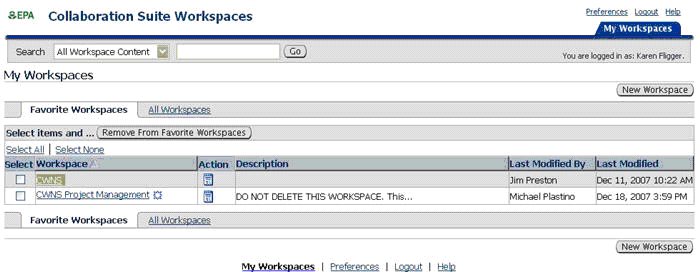 EPA Collaboration Suite Workspaces Preferences Logout Help
My Workspaces
Search All Workspace Content Go You are logged in as: Karen Fligger.
My Workspaces
New Workspace
Favorite Workspaces All Workspaces
Select items and ... Remove From Favorite Workspaces
Select All | Select None
Select Workspace Action Description Last Modified By Last Modified
CWNS Jim Preston Dec 11, 2007 10:22 AM
CWNS Project Management DO NOT DELETE THIS WORKSPACE. This... Michael Plastino Dec 18, 2007 3:59 PM
Favorite Workspaces All Workspaces
New Workspace
My Workspaces | Preferences | Logout | Help